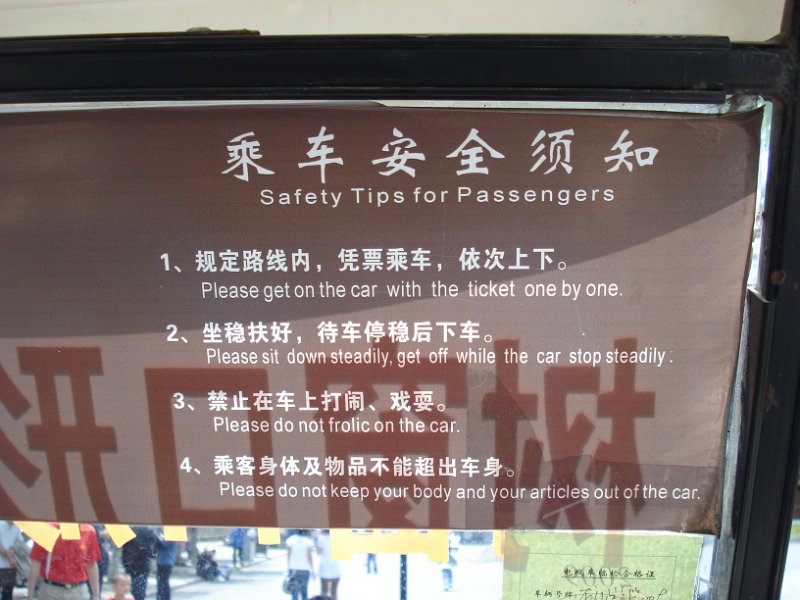 乘车安全须知
Safety Tips for Passengers
1、规定路线内，凭票乘车，依次上下。
Please get on the car with the ticket one by one.
2、坐稳扶好，待车停稳后下车。
Please sit down steadily, get off while the car stop steadily.
3、禁止在车上打闹、戏耍。
Please do not frolic on the car.
4、乘客身体及物品不能超出车身。
Please do not keep your body and your articles out of the car.